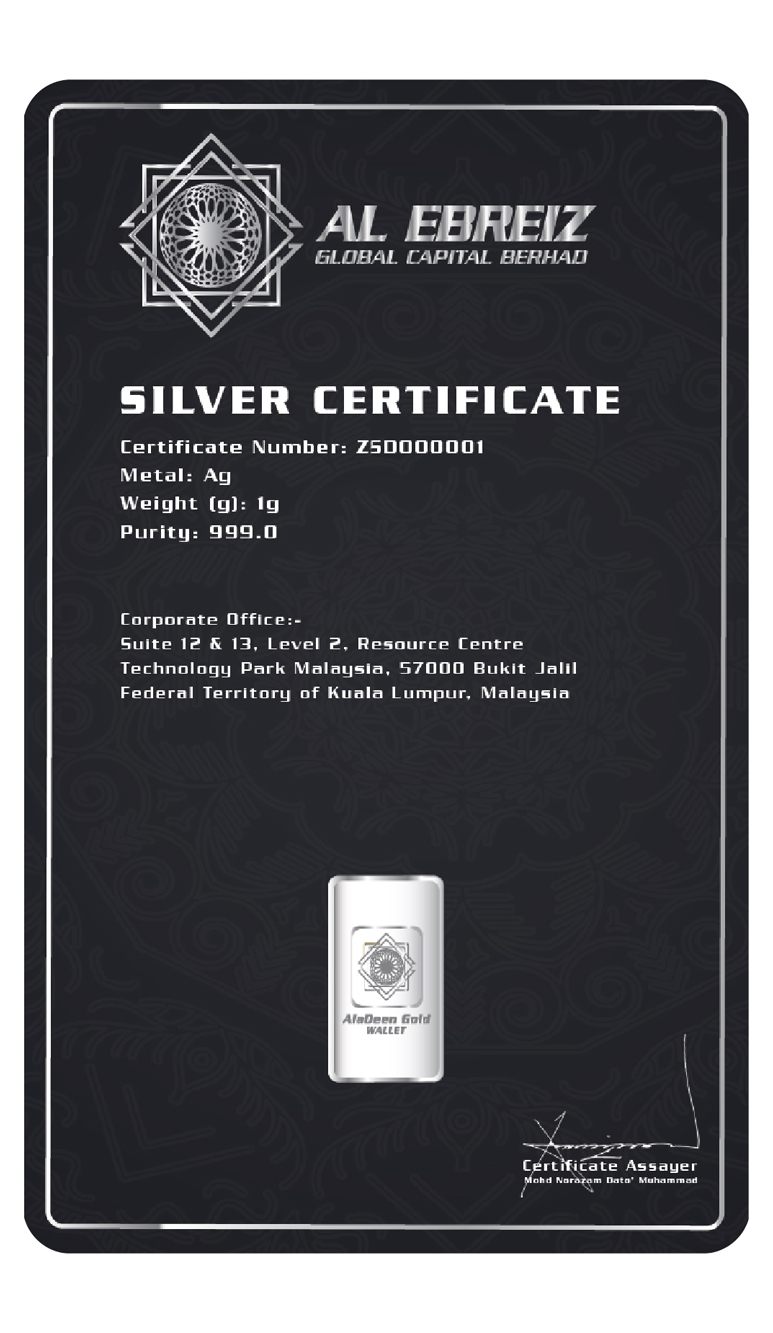 AL EBREIZ
GLOBAL CAPITAL BERHAD
SILVER CERTIFICATE
Certificate Number: ZSD000001
Metal: Ag
Weight (g): 1g
Purity: 999.0
Corporate Office:-
Suite 12 & 13, Level 2, Resource Centre
Technology Park Malaysia, 57000 Bukit Jalil
Federal Territory of Kuala Lumpur, Malaysia
AlaDeen Gold
WALLET
Certificate Assayer
Mohd Norazam Dato' Muhammad